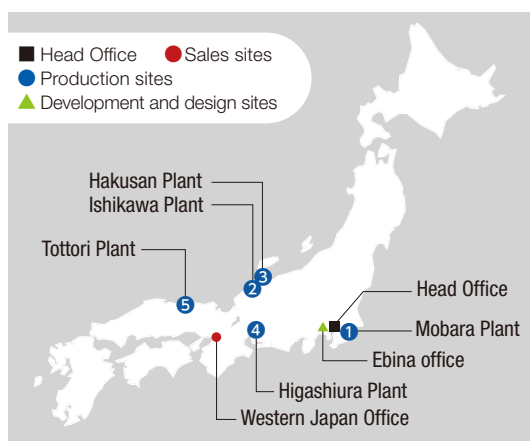 Head Office
Sales sites
Production sites
Development and design sites
Hakusan Plant
Ishikawa Plant
Tottori Plant
3
2
5
Head Office
4
1
Mobara Plant
Ebina office
Higashiura Plant
Western Japan Office